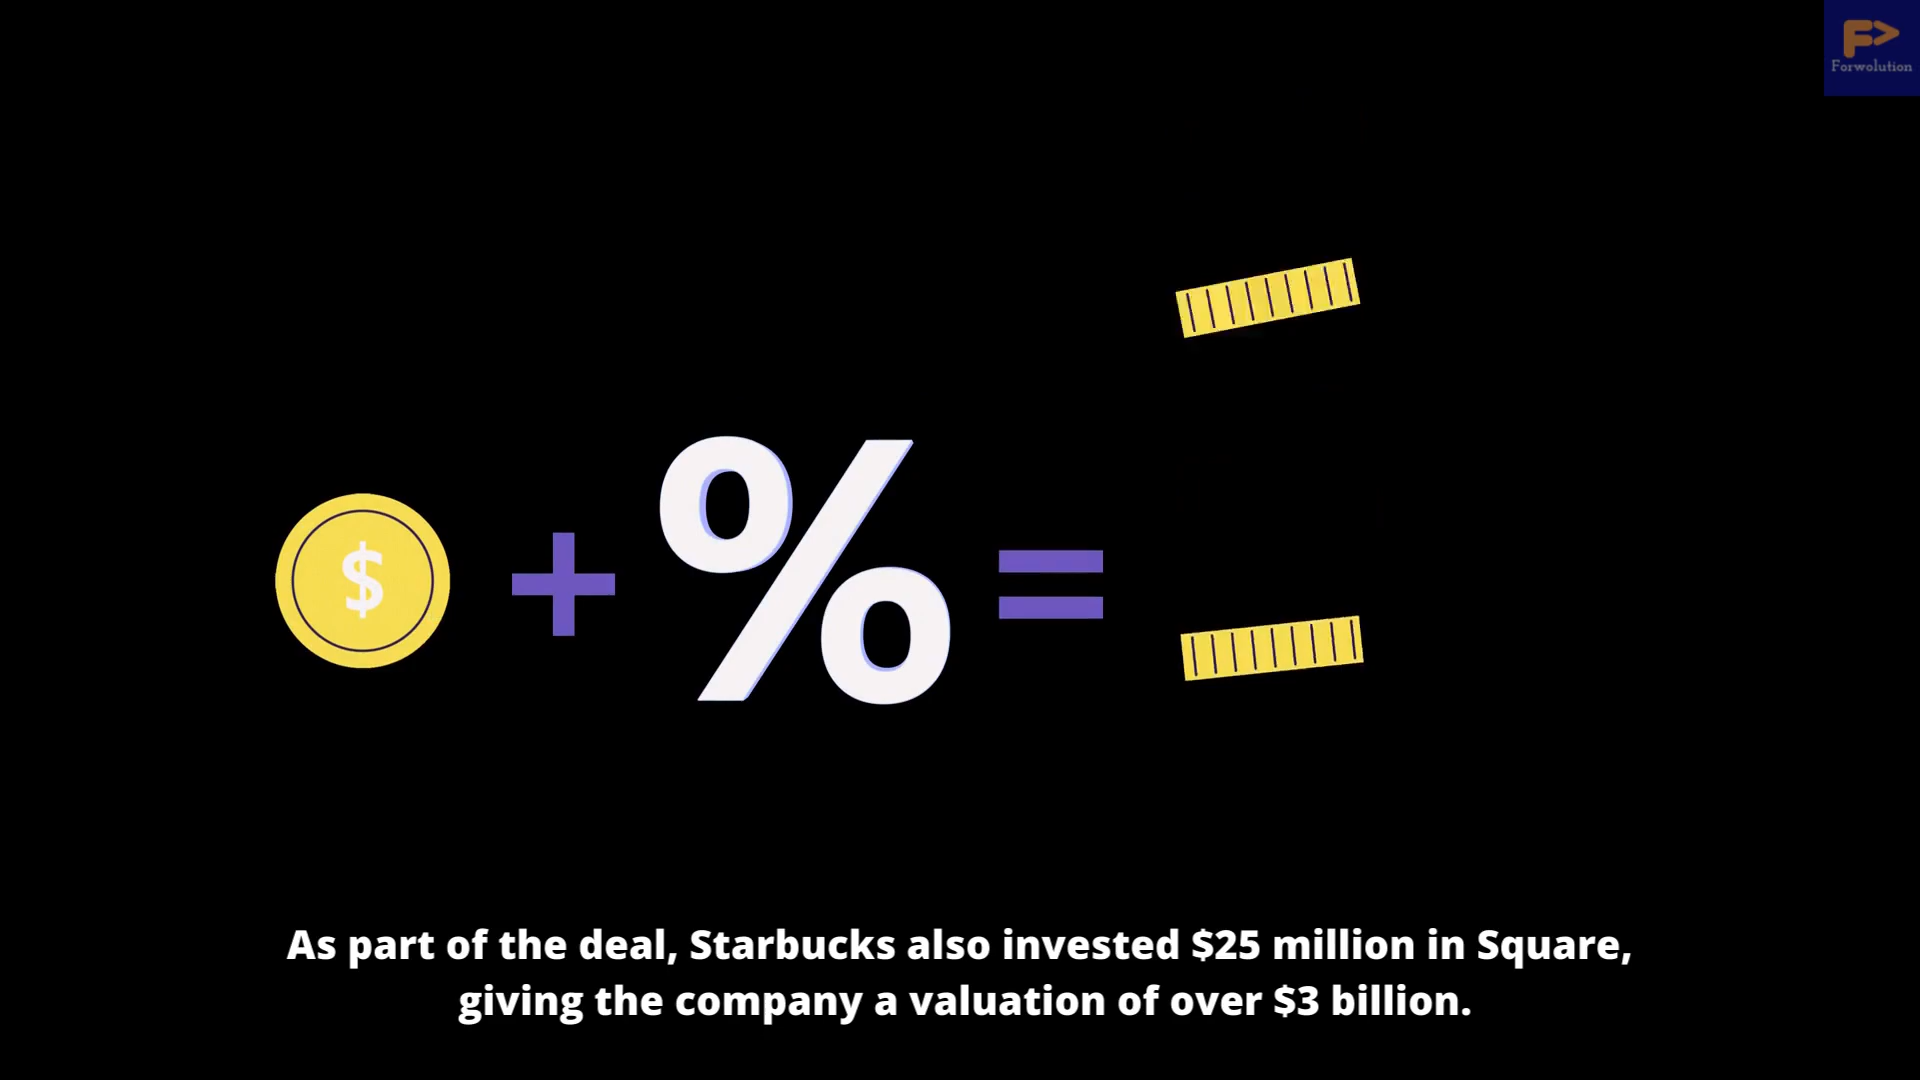 Forwolution
$ + % =
As part of the deal, Starbucks also invested $25 million in Square,
giving the company a valuation of over $3 billion.